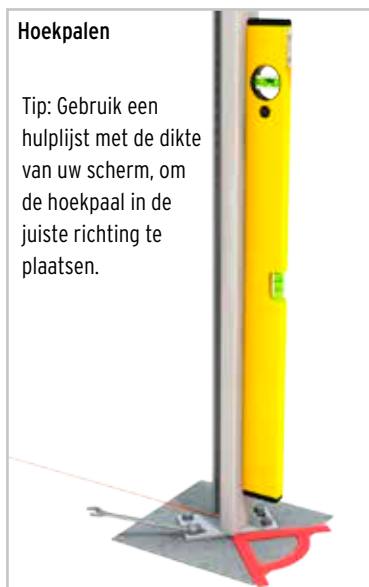 Hoekpalen
Tip: Gebruik een
hulplijst met de dikte
van uw scherm, om
de hoekpaal in de
juiste richting te
plaatsen.